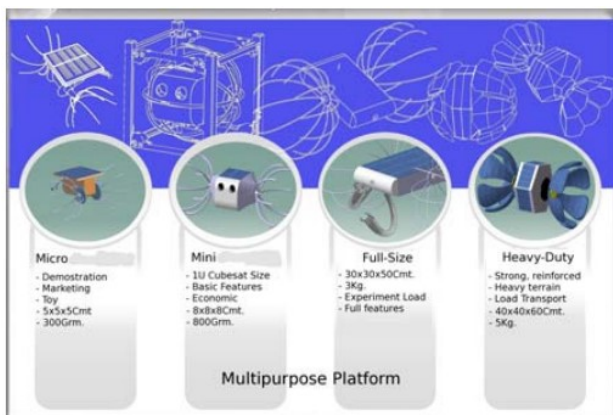 Micro
- Demostration
- Marketing
- Toy
- 5x5x5Cmt
- 300Grm.
Mini
- 1U Cubesat Size
- Basic Features
- Economic
- 8x8x8Cmt.
- 800Grm.
Full-Size
- 30x30x50Cmt.
- 3Kg.
- Experiment Load
- Full features
Heavy-Duty
- Strong, reinforced
- Heavy terrain
- Load Transport
- 40x40x60Cmt.
- 5Kg.
Multipurpose Platform